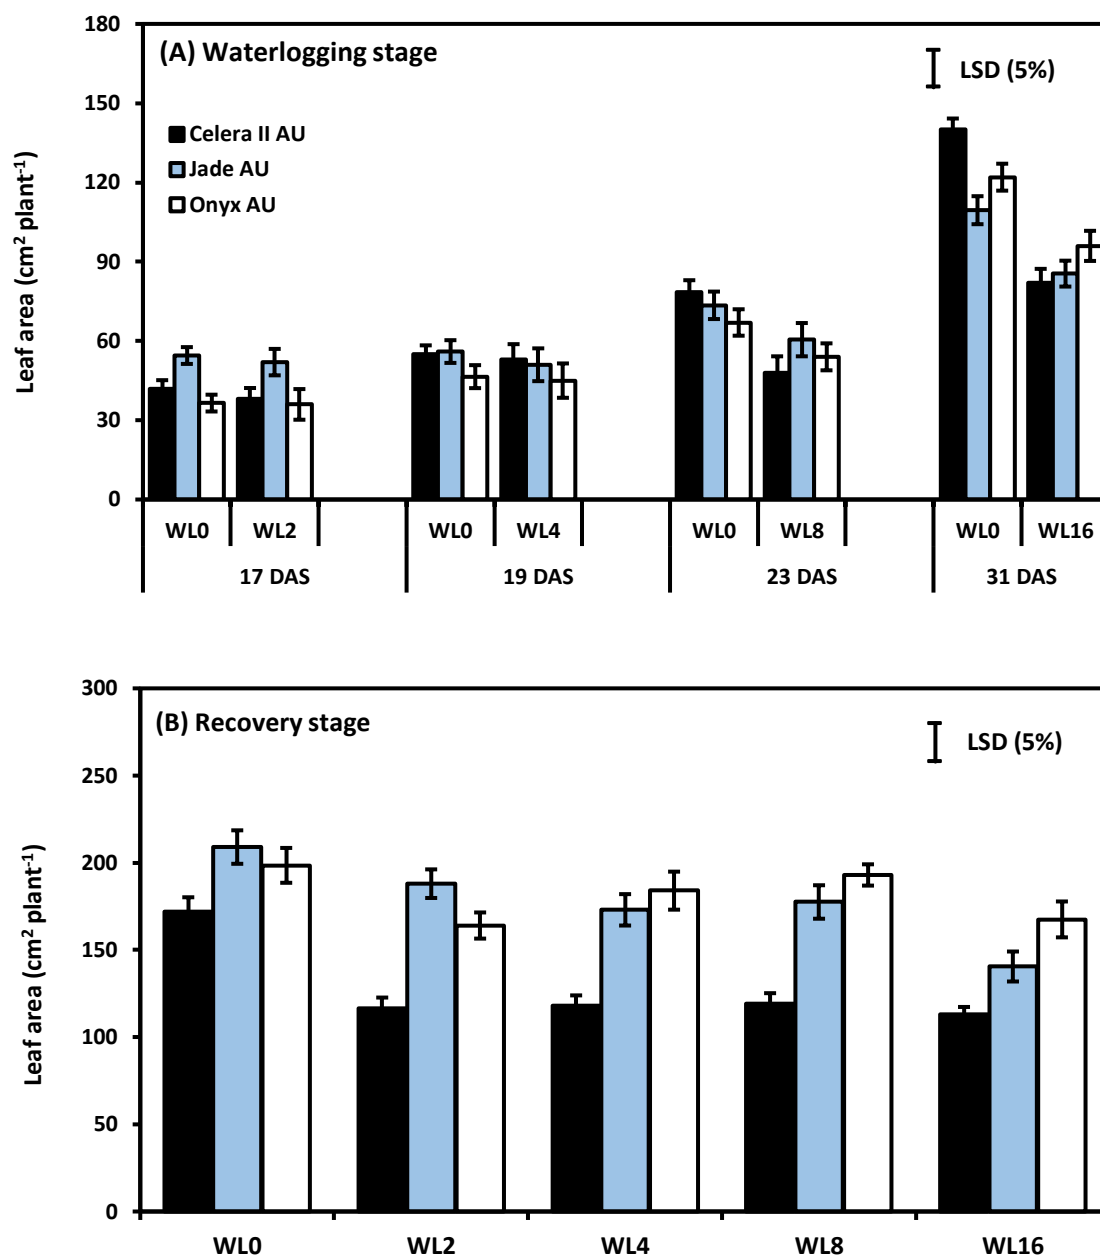 180
(A) Waterlogging stage
LSD (5%)
150
Celera II AU
Jade AU
Onyx AU
120
90
60
30
0
Leaf area (cm² plant⁻¹)
WL0 WL2 WL0 WL4 WL0 WL8 WL0 WL16
17 DAS 19 DAS 23 DAS 31 DAS
300
(B) Recovery stage
LSD (5%)
250
200
150
100
50
0
Leaf area (cm² plant⁻¹)
WL0 WL2 WL4 WL8 WL16